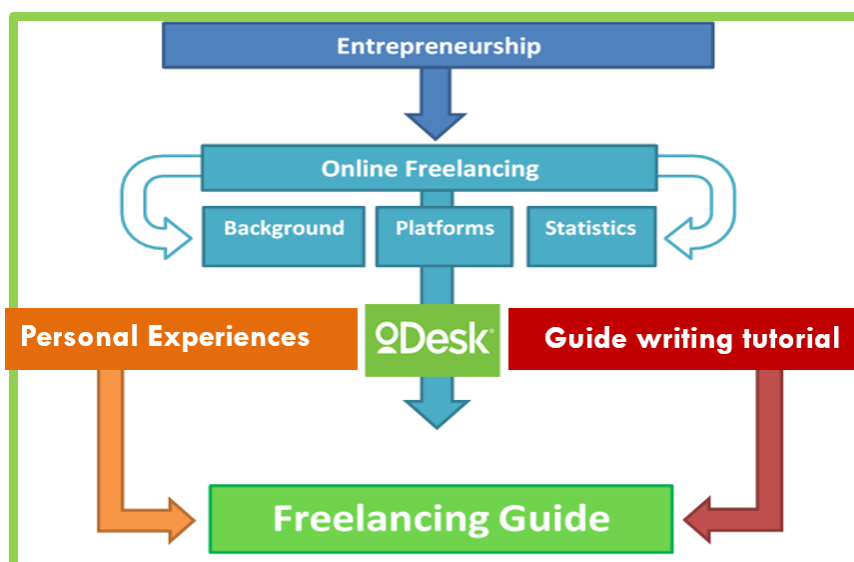 Entrepreneurship
Online Freelancing
Background
Platforms
Statistics
Personal Experiences
oDesk®
Guide writing tutorial
Freelancing Guide